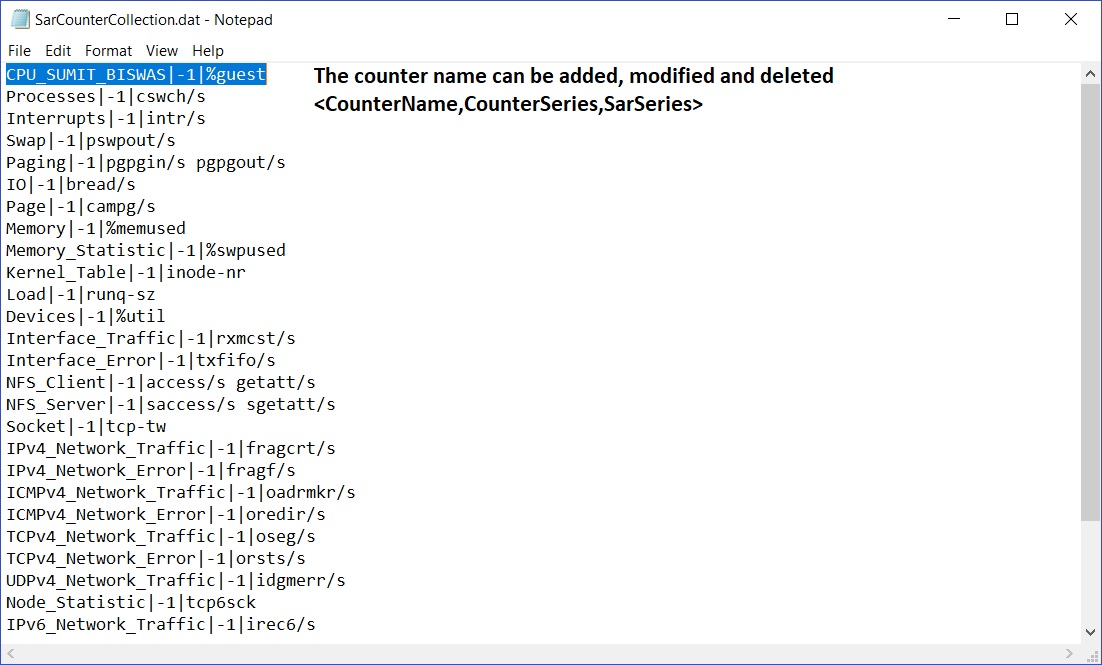 SarCounterCollection.dat - Notepad
File Edit Format View Help
CPU_SUMIT_BISWAS|-1|%guest
The counter name can be added, modified and deleted
<CounterName,CounterSeries,SarSeries>
Processes|-1|cswch/s
Interrupts|-1|intr/s
Swap|-1|pswpout/s
Paging|-1|pgpgin/s pgpgout/s
IO|-1|bread/s
Page|-1|campg/s
Memory|-1|%memused
Memory_Statistic|-1|%swpused
Kernel_Table|-1|inode-nr
Load|-1|runq-sz
Devices|-1|%util
Interface_Traffic|-1|rxmcst/s
Interface_Error|-1|txfifo/s
NFS_Client|-1|access/s getatt/s
NFS_Server|-1|saccess/s sgetatt/s
Socket|-1|tcp-tw
IPv4_Network_Traffic|-1|fragcrt/s
IPv4_Network_Error|-1|fragf/s
ICMPv4_Network_Traffic|-1|oadrmkr/s
ICMPv4_Network_Error|-1|oredir/s
TCPv4_Network_Traffic|-1|oseg/s
TCPv4_Network_Error|-1|orsts/s
UDPv4_Network_Traffic|-1|idgmerr/s
Node_Statistic|-1|tcp6sck
IPv6_Network_Traffic|-1|irec6/s